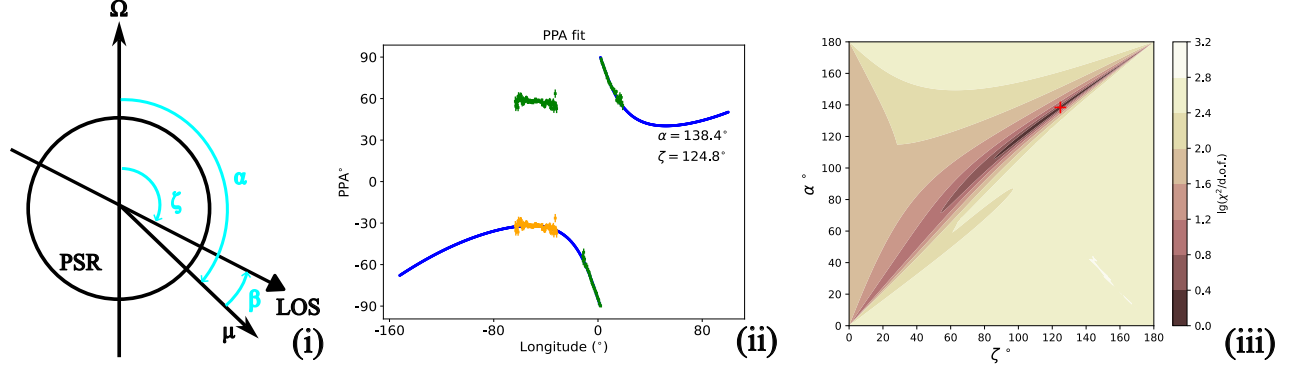 Ω
α
ζ
PSR
β
LOS
μ
(i)
PPA fit
90
60
30
0
-30
-60
-90
PPA°
α = 138.4°
ζ = 124.8°
-160
-80
0
80
Longitude (°)
(ii)
180
160
140
120
100
80
60
40
20
0
α °
0
20
40
60
80
100
120
140
160
180
ζ °
3.2
2.8
2.4
2.0
1.6
1.2
0.8
0.4
0.0
lg(χ²/d.o.f.)
(iii)